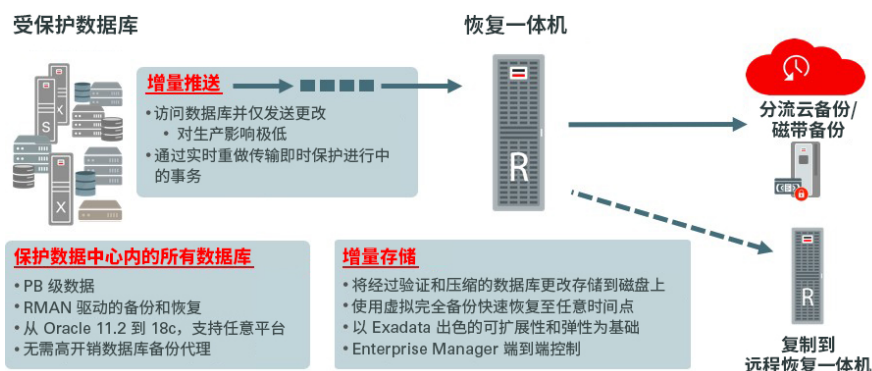 受保护数据库
恢复一体机
增量推送
• 访问数据库并仅发送更改
• 对生产影响极低
• 通过实时重做传输即时保护进行中
的事务
X
S
X
R
分流云备份/
磁带备份
保护数据中心内的所有数据库
• PB 级数据
• RMAN 驱动的备份和恢复
• 从 Oracle 11.2 到 18c，支持任意平台
• 无需高开销数据库备份代理
增量存储
• 将经过验证和压缩的数据库更改存储到磁盘上
• 使用虚拟完全备份快速恢复至任意时间点
• 以 Exadata 出色的可扩展性和弹性为基础
• Enterprise Manager 端到端控制
R
复制到
远程恢复一体机